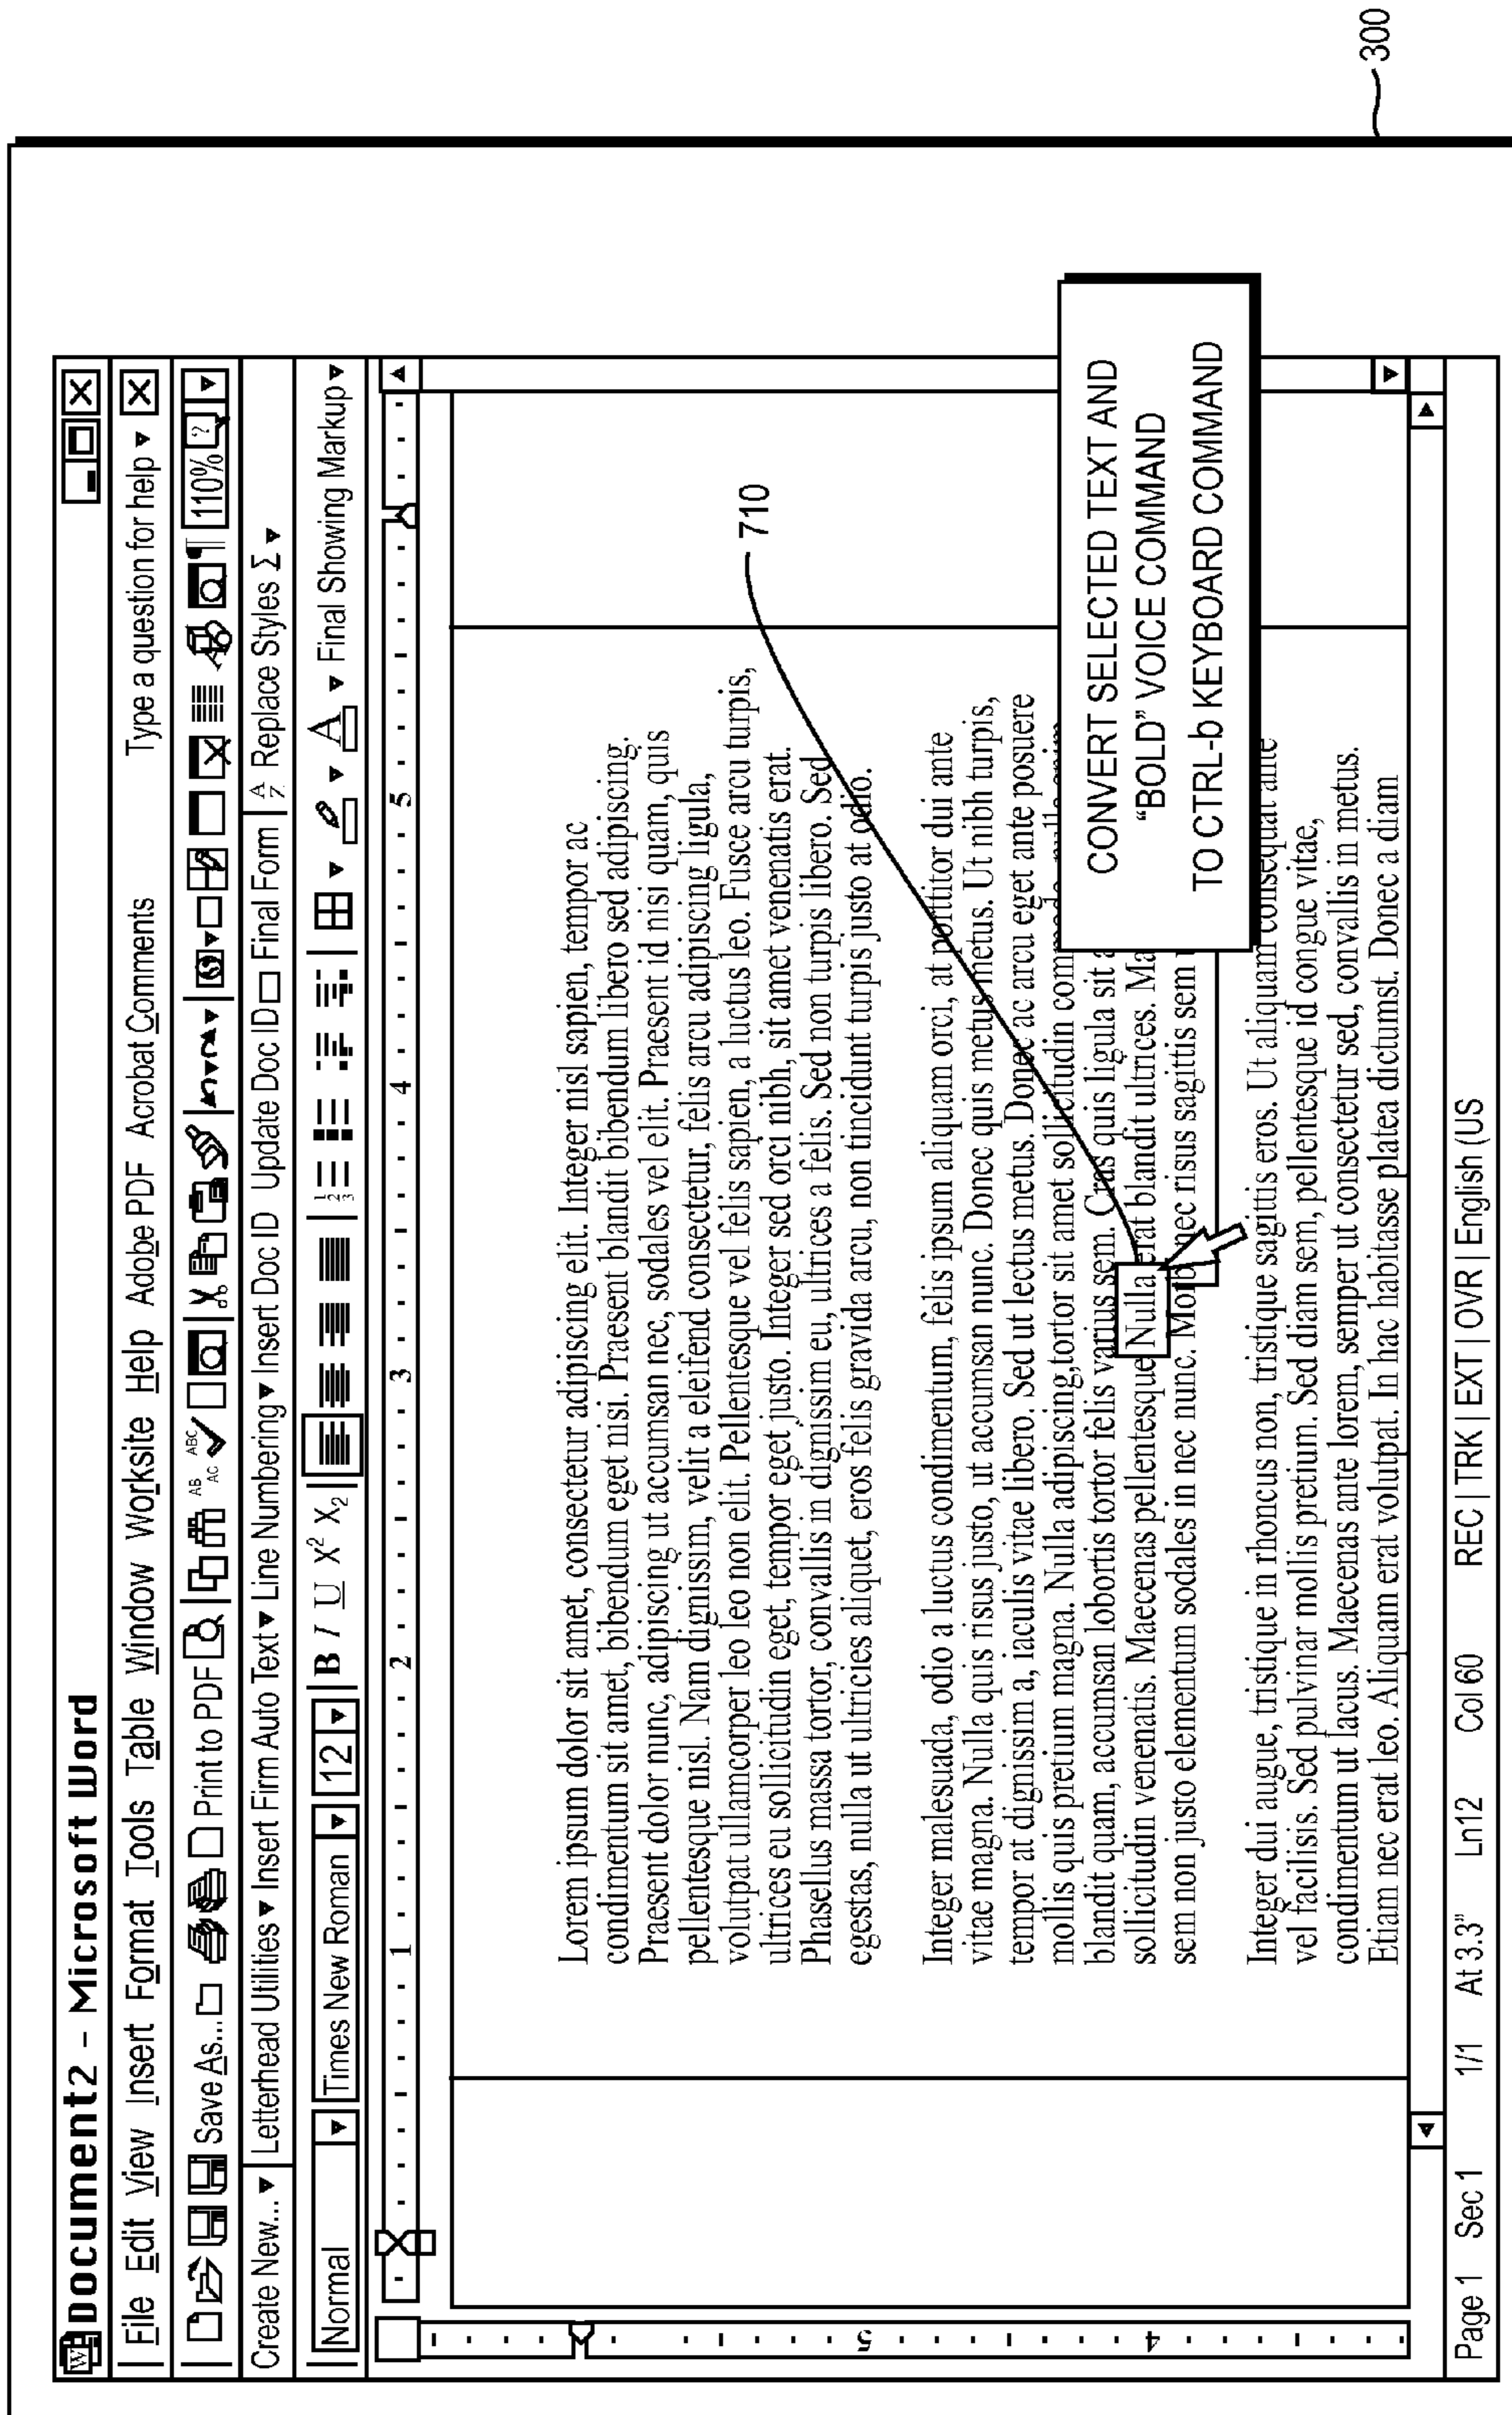 Document2 - Microsoft Word
File Edit View Insert Format Tools Table Window Worksite Help Adobe PDF Acrobat Comments Type a question for help
Save As... Print to PDF AB AC ABC 110% ?
Create New... Letterhead Utilities Insert Firm Auto Text Line Numbering Insert Doc ID Update Doc ID Final Form A Z Replace Styles Σ
Normal Times New Roman 12 B I U X² X₂ 1 2 3 A Final Showing Markup
1 2 3 4 5
Lorem ipsum dolor sit amet, consectetur adipiscing elit. Integer nisl sapien, tempor ac
condimentum sit amet, bibendum eget nisi. Praesent blandit bibendum libero sed adipiscing.
Praesent dolor nunc, adipiscing ut accumsan nec, sodales vel elit. Praesent id nisi quam, quis
pellentesque nisl. Nam dignissim, velit a eleifend consectetur, felis arcu adipiscing ligula,
volutpat ullamcorper leo leo non elit. Pellentesque vel felis sapien, a luctus leo. Fusce arcu turpis,
ultrices eu sollicitudin eget, tempor eget justo. Integer sed orci nibh, sit amet venenatis erat.
Phasellus massa tortor, convallis in dignissim eu, ultrices a felis. Sed non turpis libero. Sed
egestas, nulla ut ultricies aliquet, eros felis gravida arcu, non tincidunt turpis justo at odio.
710
Integer malesuada, odio a luctus condimentum, felis ipsum aliquam orci, at porttitor dui ante
vitae magna. Nulla quis risus justo, ut accumsan nunc. Donec quis metus metus. Ut nibh turpis,
tempor at dignissim a, iaculis vitae libero. Sed ut lectus metus. Donec ac arcu eget ante posuere
mollis quis pretium magna. Nulla adipiscing,tortor sit amet sollicitudin
blandit quam, accumsan lobortis tortor felis varius sem. Cras quis ligula sit
sollicitudin venenatis. Maecenas pellentesque Nulla erat blandit ultrices. Ma
sem non justo elementum sodales in nec nunc. nec risus sagittis sem
CONVERT SELECTED TEXT AND
"BOLD" VOICE COMMAND
TO CTRL-b KEYBOARD COMMAND
Integer dui augue, tristique in rhoncus non, tristique sagittis eros. Ut aliquam consequat ante
vel facilisis. Sed pulvinar mollis pretium. Sed diam sem, pellentesque id congue vitae,
condimentum ut lacus. Maecenas ante lorem, semper ut consectetur sed, convallis in metus.
Etiam nec erat leo. Aliquam erat volutpat. In hac habitasse platea dictumst. Donec a diam
5
4
Page 1 Sec 1 1/1 At 3.3" Ln12 Col 60 REC | TRK | EXT | OVR | English (US
300